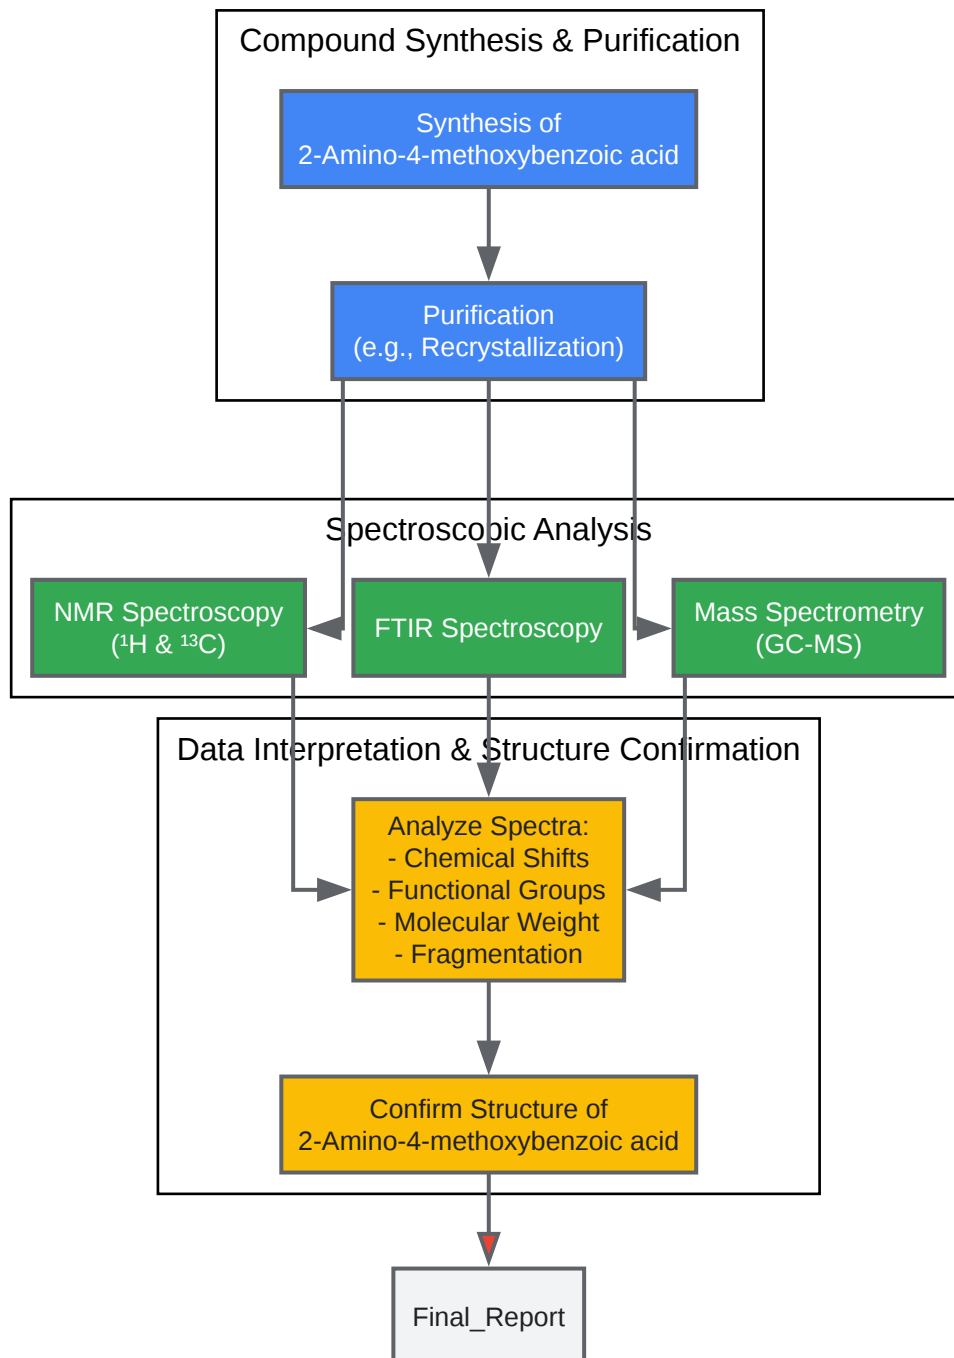 Compound Synthesis & Purification
Synthesis of
2-Amino-4-methoxybenzoic acid
Purification
(e.g., Recrystallization)
Spectroscopic Analysis
NMR Spectroscopy
(¹H & ¹³C)
FTIR Spectroscopy
Mass Spectrometry
(GC-MS)
Data Interpretation & Structure Confirmation
Analyze Spectra:
- Chemical Shifts
- Functional Groups
- Molecular Weight
- Fragmentation
Confirm Structure of
2-Amino-4-methoxybenzoic acid
Final_Report